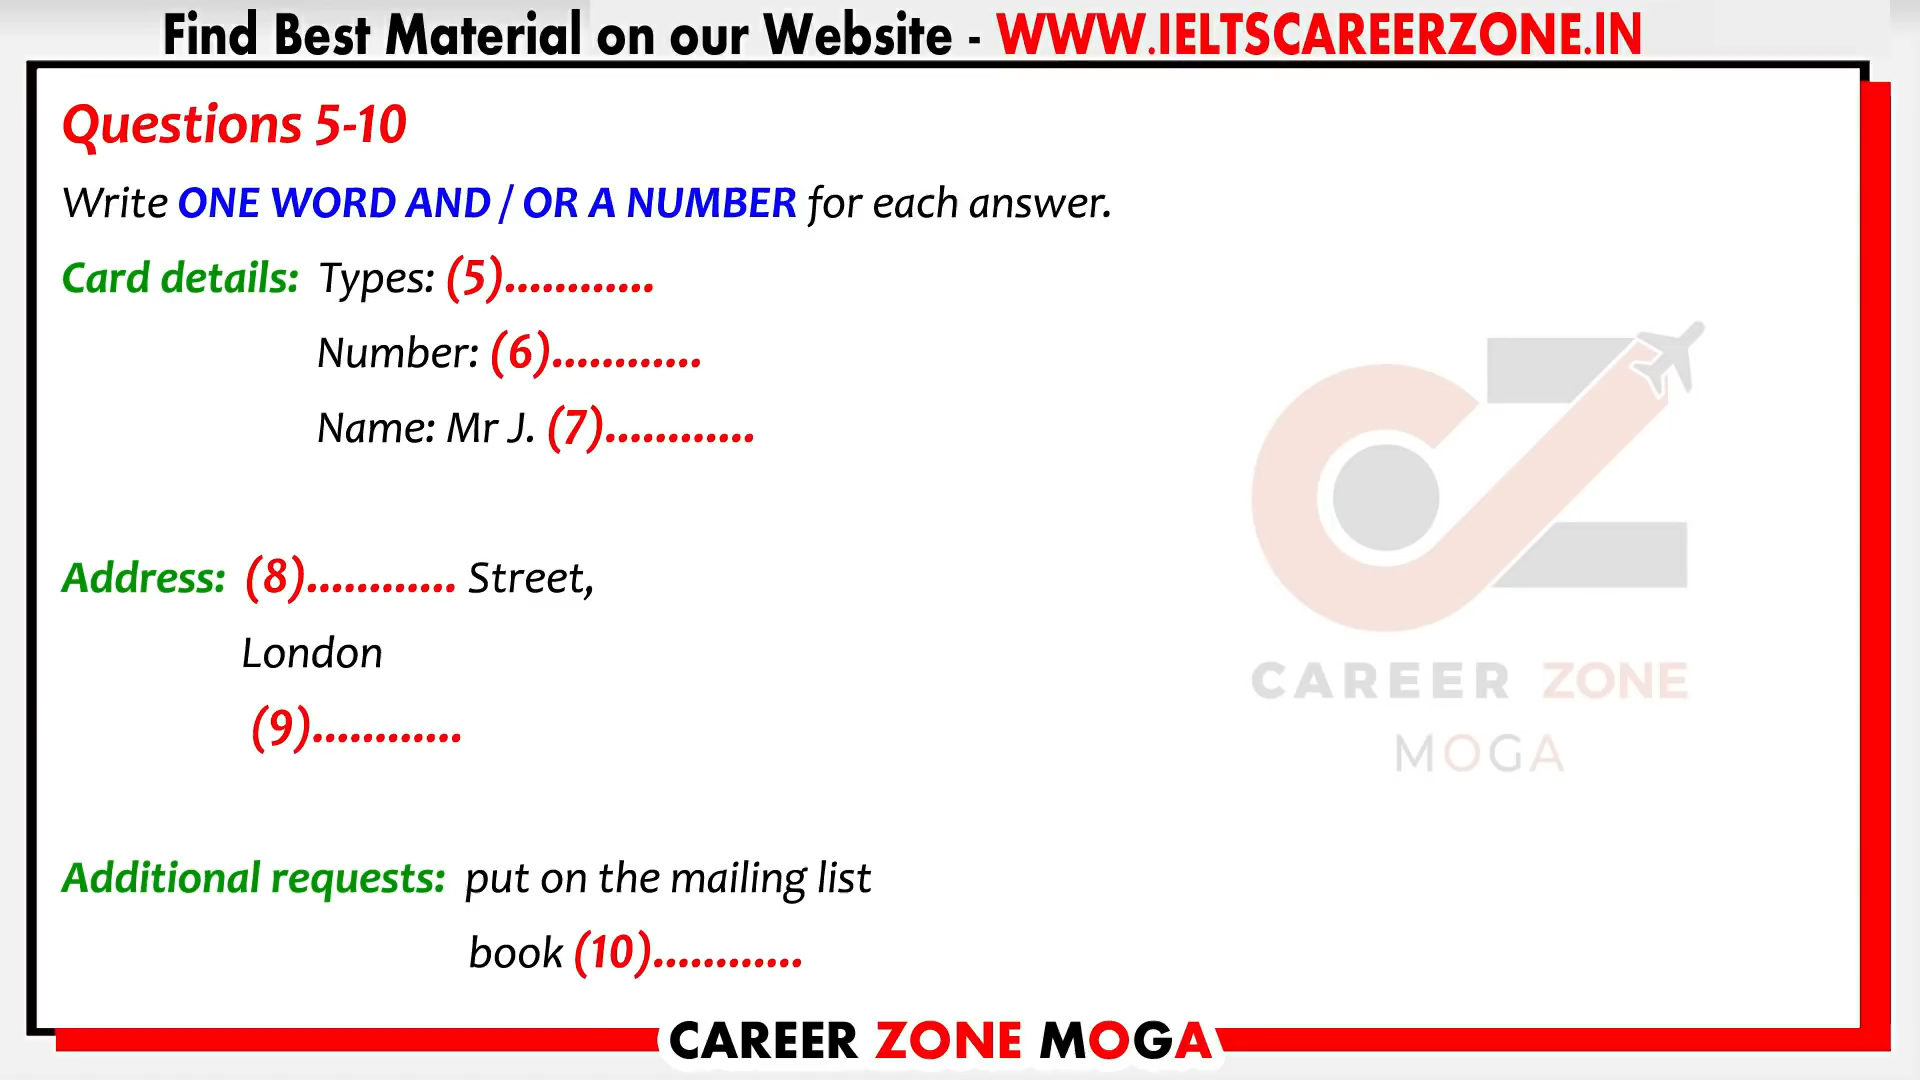 Find Best Material on our Website - WWW.IELTSCAREERZONE.IN
Questions 5-10
Write ONE WORD AND / OR A NUMBER for each answer.
Card details: Types: (5)............
Number: (6)............
Name: Mr J. (7)............
Address: (8)............ Street,
London
(9)............
Additional requests: put on the mailing list
book (10)............
CAREER ZONE
MOGA
CAREER ZONE MOGA